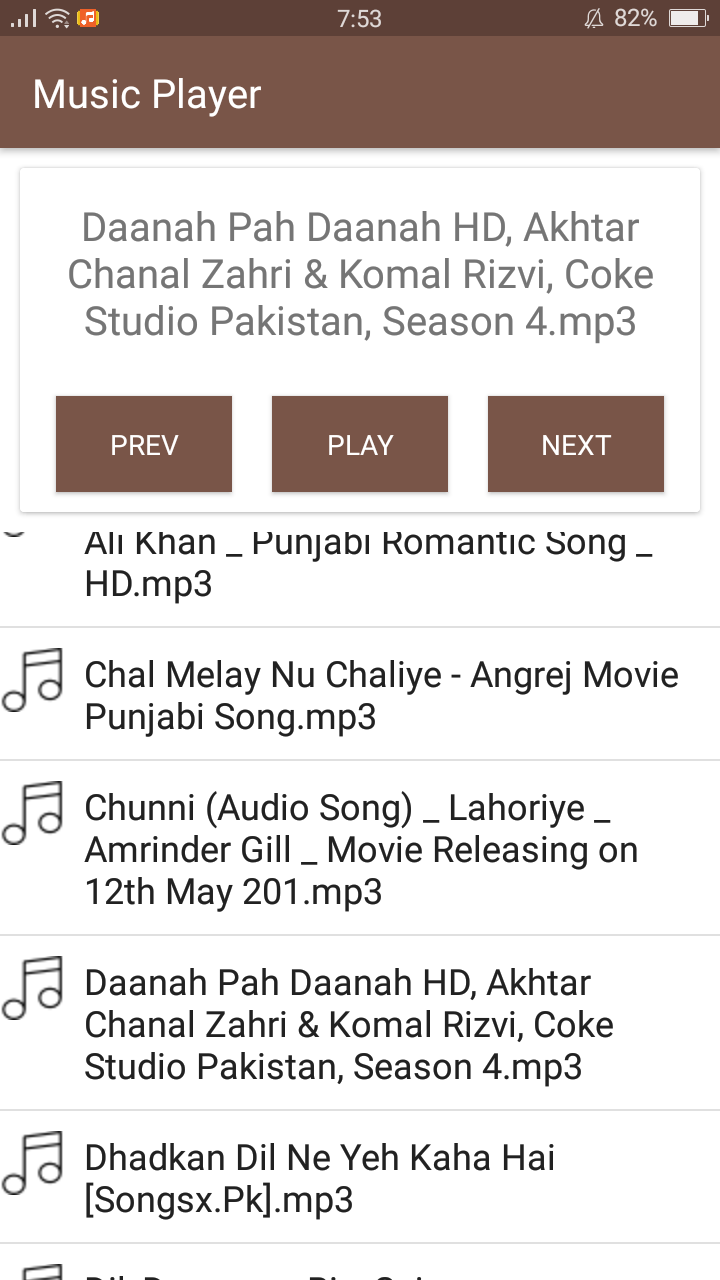 7:53
82%
Music Player
Daanah Pah Daanah HD, Akhtar
Chanal Zahri & Komal Rizvi, Coke
Studio Pakistan, Season 4.mp3
PREV
PLAY
NEXT
Ali Khan _ Punjabi Romantic Song _
HD.mp3
Chal Melay Nu Chaliye - Angrej Movie
Punjabi Song.mp3
Chunni (Audio Song) _ Lahoriye _
Amrinder Gill _ Movie Releasing on
12th May 201.mp3
Daanah Pah Daanah HD, Akhtar
Chanal Zahri & Komal Rizvi, Coke
Studio Pakistan, Season 4.mp3
Dhadkan Dil Ne Yeh Kaha Hai
[Songsx.Pk].mp3